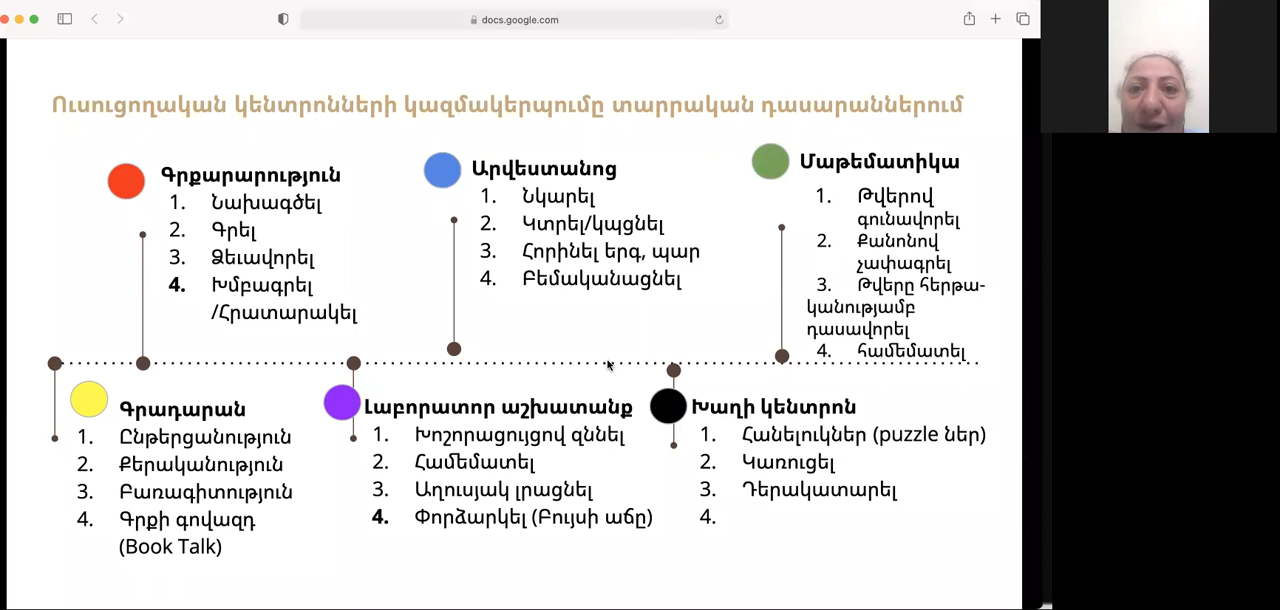 docs.google.com
Ուսուցողական կենտրոնների կազմակերպումը տարրական դասարաններում
Գրքարարություն
1. Նախագծել
2. Գրել
3. Ձեւավորել
4. Խմբագրել
/Հրատարակել
Արվեստանոց
1. Նկարել
2. Կտրել/կպցնել
3. Հորինել երգ, պար
4. Բեմականացնել
Մաթեմատիկա
1. Թվերով
գունավորել
2. Քանոնով
չափագրել
3. Թվերը հերթա-
կանությամբ
դասավորել
4. համեմատել
Գրադարան
1. Ընթերցանություն
2. Քերականություն
3. Բառագիտություն
4. Գրքի գովազդ
(Book Talk)
Լաբորատոր աշխատանք
1. Խոշորացույցով զննել
2. Համեմատել
3. Աղուսյակ լրացնել
4. Փորձարկել (Բույսի աճը)
Խաղի կենտրոն
1. Հանելուկներ (puzzle ներ)
2. Կառուցել
3. Դերակատարել
4.